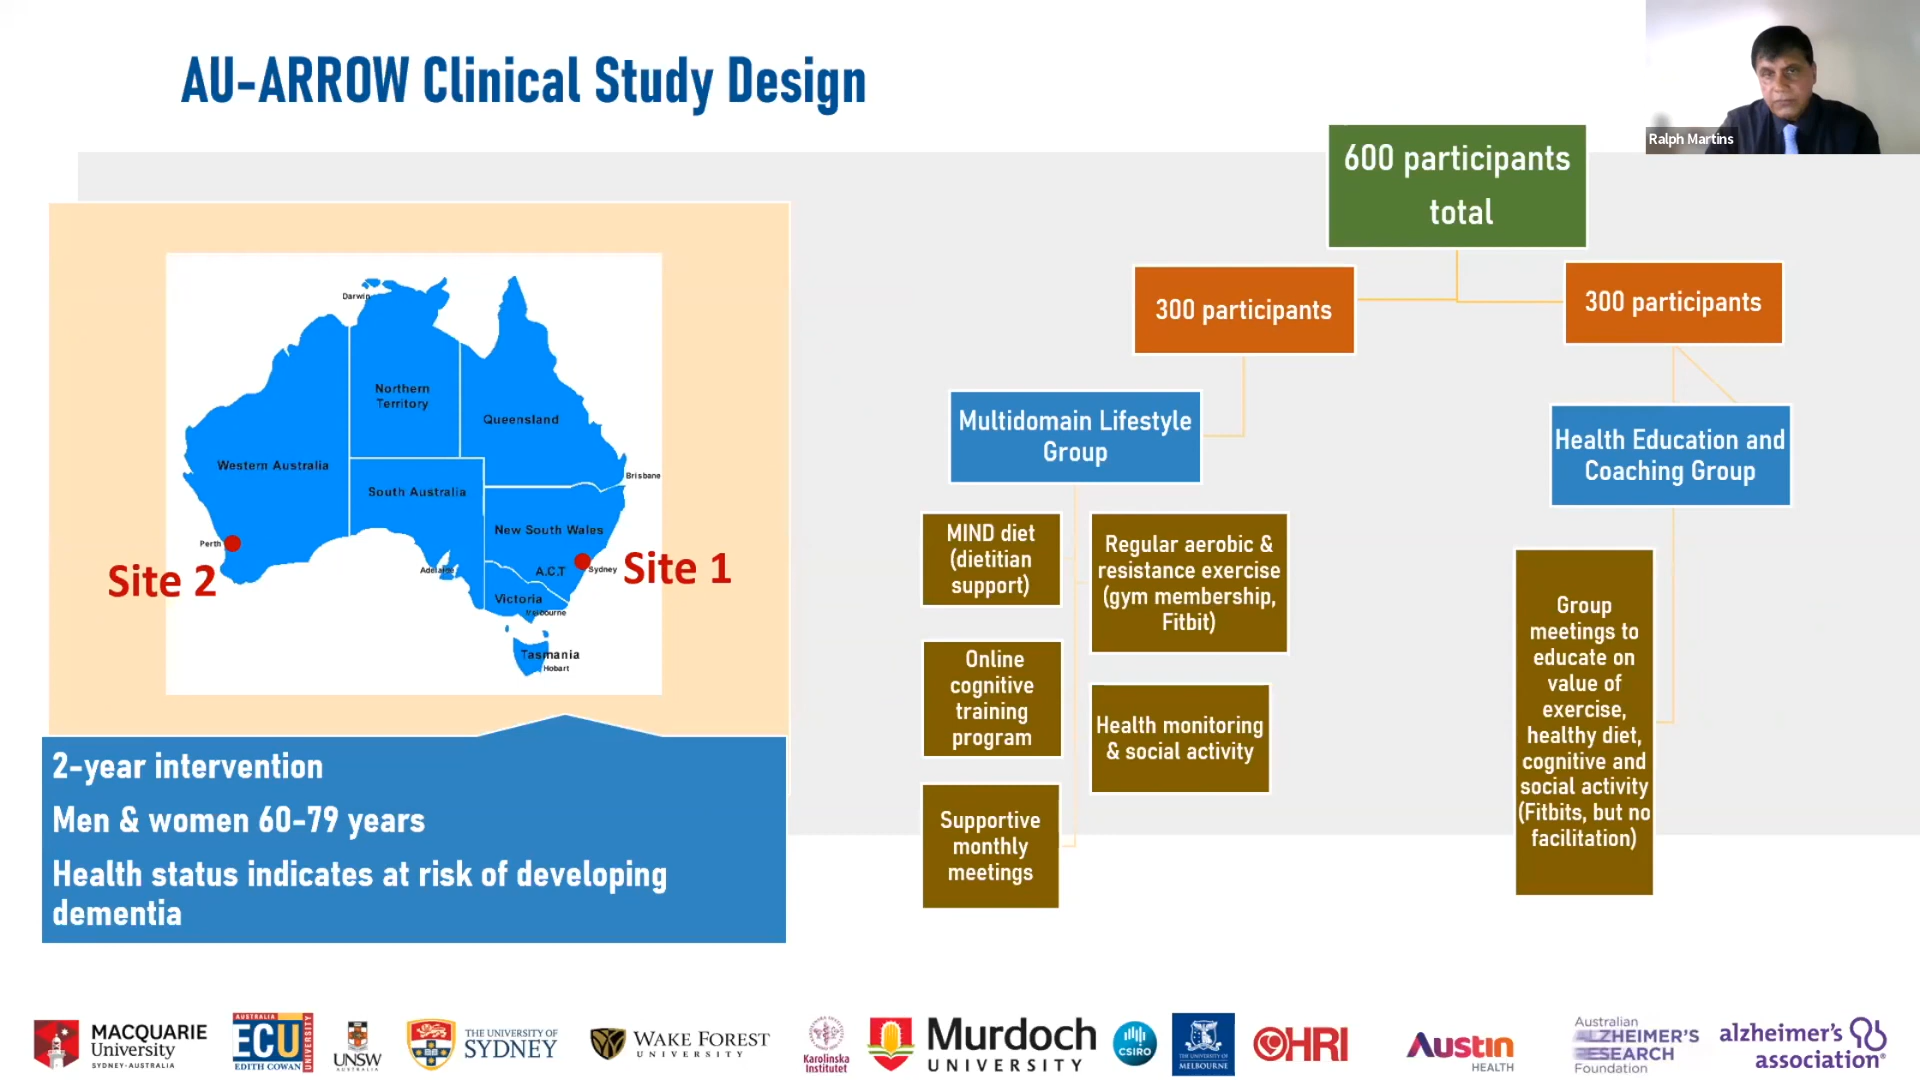 AU-ARROW Clinical Study Design
Ralph Martins
600 participants
total
300 participants
300 participants
Multidomain Lifestyle
Group
Health Education and
Coaching Group
MIND diet
(dietitian
support)
Regular aerobic &
resistance exercise
(gym membership,
Fitbit)
Online
cognitive
training
program
Health monitoring
& social activity
Supportive
monthly
meetings
Group
meetings to
educate on
value of
exercise,
healthy diet,
cognitive and
social activity
(Fitbits, but no
facilitation)
Darwin
Northern
Territory
Queensland
Western Australia
Brisbane
South Australia
New South Wales
Perth
Site 2
Adelaide
A.C.T
Sydney
Site 1
Victoria
Melbourne
Tasmania
Hobart
2-year intervention
Men & women 60-79 years
Health status indicates at risk of developing
dementia
MACQUARIE
University
SYDNEY·AUSTRALIA
AUSTRALIA
ECU
UNIVERSITY
EDITH COWAN
UNSW
AUSTRALIA
THE UNIVERSITY OF
SYDNEY
WAKE FOREST
UNIVERSITY
Karolinska
Institutet
Murdoch
UNIVERSITY
CSIRO
THE UNIVERSITY OF
MELBOURNE
OHRI
Austin
HEALTH
Australian
ALZHEIMER'S
RESEARCH
Foundation
alzheimer's
association®